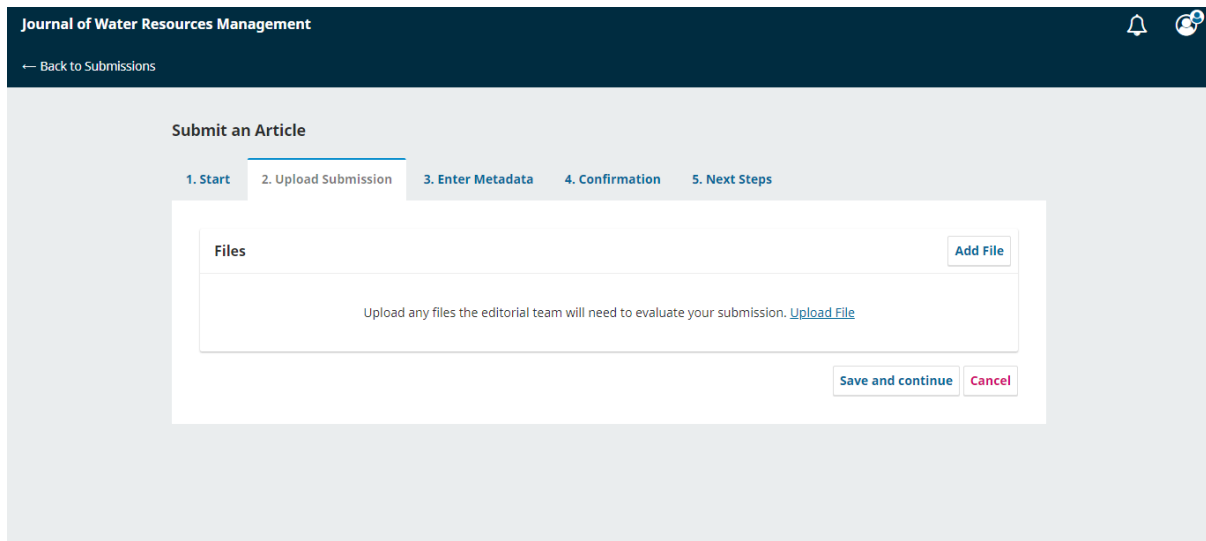 Journal of Water Resources Management
← Back to Submissions
Submit an Article
1. Start 2. Upload Submission 3. Enter Metadata 4. Confirmation 5. Next Steps
Files Add File
Upload any files the editorial team will need to evaluate your submission. Upload File
Save and continue Cancel